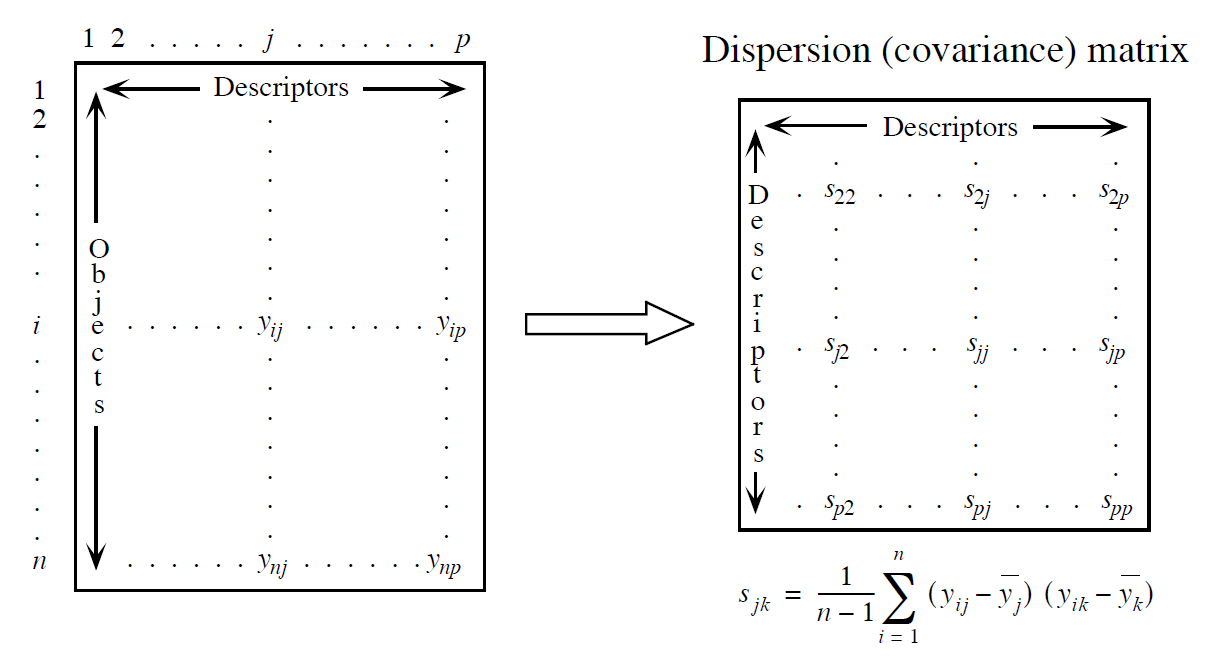 1 2 . . . . . j . . . . . . . p
Descriptors
1
2
.
.
.
.
.
i
.
.
.
.
.
.
.
n
Objects
. . . . . . y_ij . . . . . . y_ip
. . . . . . y_nj . . . . . . y_np
Dispersion (covariance) matrix
Descriptors
Descriptors
. s_22 . . . s_2j . . . s_2p
. s_j2 . . . s_jj . . . s_jp
. s_p2 . . . s_pj . . . s_pp
s_jk = 1/(n − 1) ∑_{i = 1}^{n} (y_ij − ȳ_j) (y_ik − ȳ_k)